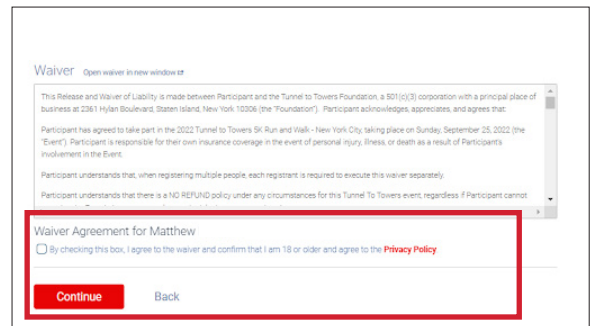 Waiver Open waiver in new window
This Release and Waiver of Liability is made between Participant and the Tunnel to Towers Foundation, a 501(c)(3) corporation with a principal place of
business at 2361 Hylan Boulevard, Staten Island, New York 10306 (the "Foundation"). Participant acknowledges, appreciates, and agrees that:
Participant has agreed to take part in the 2022 Tunnel to Towers 5K Run and Walk - New York City, taking place on Sunday, September 25, 2022 (the
"Event"). Participant is responsible for their own insurance coverage in the event of personal injury, illness, or death as a result of Participant's
involvement in the Event.
Participant understands that, when registering multiple people, each registrant is required to execute this waiver separately.
Participant understands that there is a NO REFUND policy under any circumstances for this Tunnel To Towers event, regardless if Participant cannot
Waiver Agreement for Matthew
By checking this box, I agree to the waiver and confirm that I am 18 or older and agree to the Privacy Policy
Continue Back